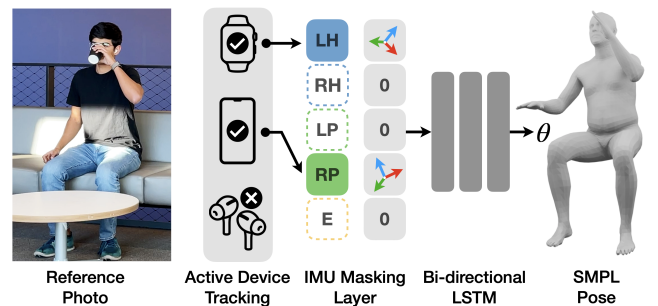 LH
RH
0
LP
0
θ
RP
E
0
Reference
Photo
Active Device
Tracking
IMU Masking
Layer
Bi-directional
LSTM
SMPL
Pose